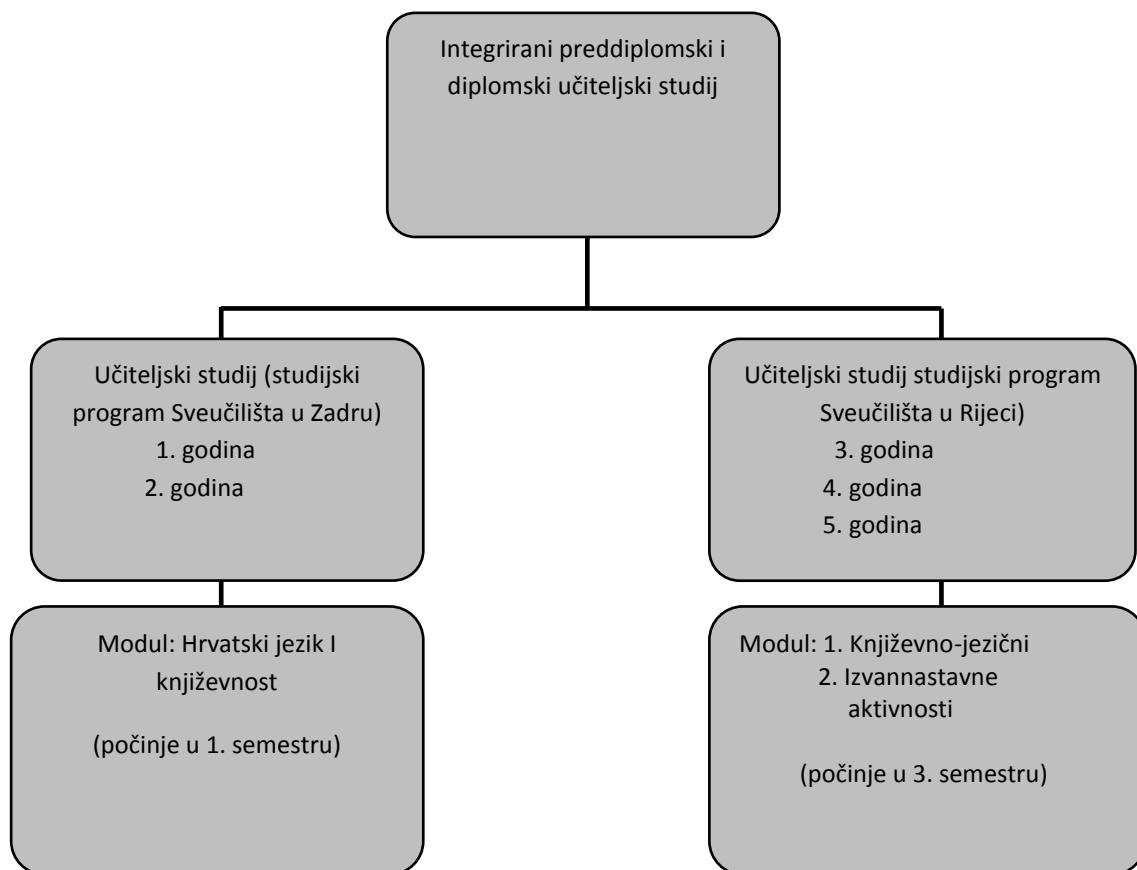 Integrirani preddiplomski i
diplomski učiteljski studij
Učiteljski studij (studijski
program Sveučilišta u Zadru)
1. godina
2. godina
Učiteljski studij studijski program
Sveučilišta u Rijeci)
3. godina
4. godina
5. godina
Modul: Hrvatski jezik I
književnost
(počinje u 1. semestru)
Modul: 1. Književno-jezični
2. Izvannastavne
aktivnosti
(počinje u 3. semestru)